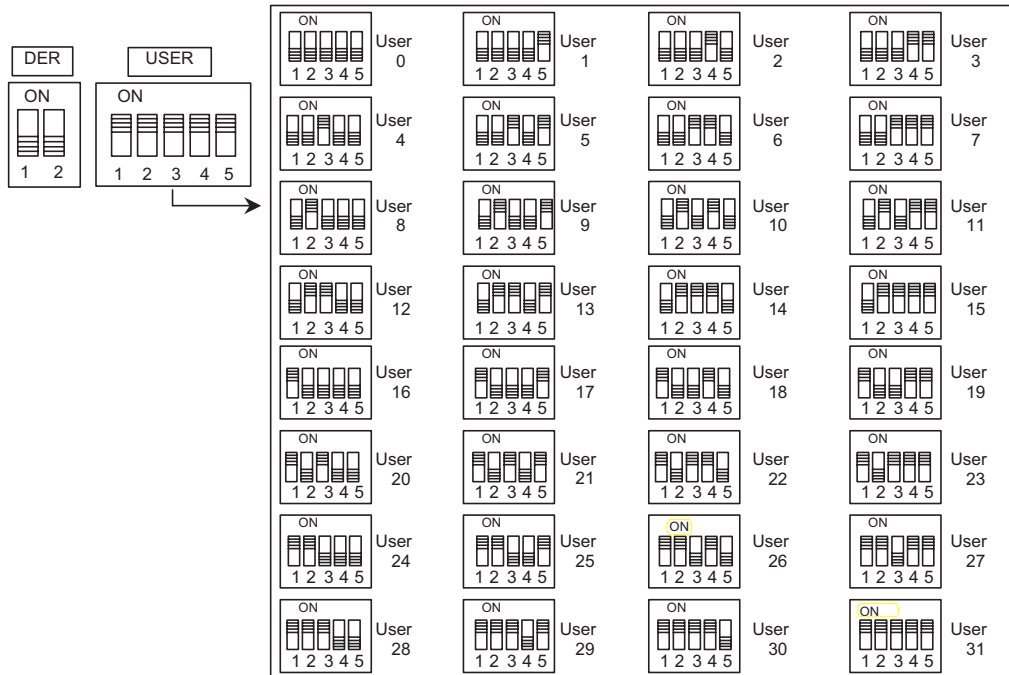 DER
ON
1 2
USER
ON
1 2 3 4 5
ON
1 2 3 4 5
User
0
ON
1 2 3 4 5
User
1
ON
1 2 3 4 5
User
2
ON
1 2 3 4 5
User
3
ON
1 2 3 4 5
User
4
ON
1 2 3 4 5
User
5
ON
1 2 3 4 5
User
6
ON
1 2 3 4 5
User
7
ON
1 2 3 4 5
User
8
ON
1 2 3 4 5
User
9
ON
1 2 3 4 5
User
10
ON
1 2 3 4 5
User
11
ON
1 2 3 4 5
User
12
ON
1 2 3 4 5
User
13
ON
1 2 3 4 5
User
14
ON
1 2 3 4 5
User
15
ON
1 2 3 4 5
User
16
ON
1 2 3 4 5
User
17
ON
1 2 3 4 5
User
18
ON
1 2 3 4 5
User
19
ON
1 2 3 4 5
User
20
ON
1 2 3 4 5
User
21
ON
1 2 3 4 5
User
22
ON
1 2 3 4 5
User
23
ON
1 2 3 4 5
User
24
ON
1 2 3 4 5
User
25
ON
1 2 3 4 5
User
26
ON
1 2 3 4 5
User
27
ON
1 2 3 4 5
User
28
ON
1 2 3 4 5
User
29
ON
1 2 3 4 5
User
30
ON
1 2 3 4 5
User
31